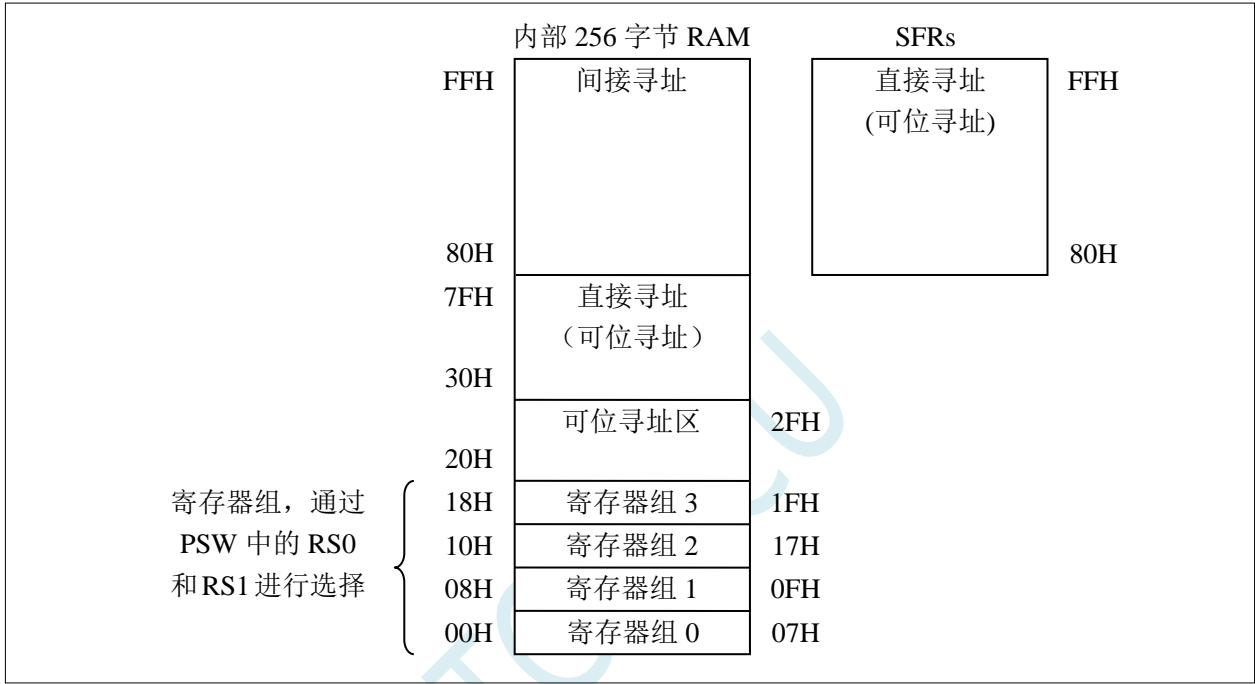 内部 256 字节 RAM SFRs
FFH 间接寻址 直接寻址 FFH
(可位寻址)
80H 80H
7FH 直接寻址
（可位寻址）
30H
可位寻址区 2FH
20H
寄存器组，通过 18H 寄存器组 3 1FH
PSW 中的 RS0 10H 寄存器组 2 17H
和RS1进行选择 08H 寄存器组 1 0FH
00H 寄存器组 0 07H